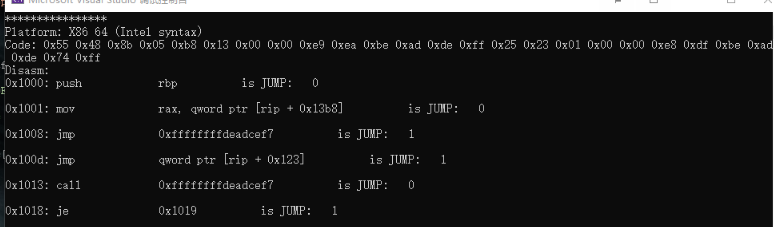 Microsoft Visual Studio 调试控制台
****************
Platform: X86 64 (Intel syntax)
Code: 0x55 0x48 0x8b 0x05 0xb8 0x13 0x00 0x00 0xe9 0xea 0xbe 0xad 0xde 0xff 0x25 0x23 0x01 0x00 0x00 0xe8 0xdf 0xbe 0xad
0xde 0x74 0xff
Disasm:
0x1000: push rbp is JUMP: 0
0x1001: mov rax, qword ptr [rip + 0x13b8] is JUMP: 0
0x1008: jmp 0xffffffffdeadcef7 is JUMP: 1
0x100d: jmp qword ptr [rip + 0x123] is JUMP: 1
0x1013: call 0xffffffffdeadcef7 is JUMP: 0
0x1018: je 0x1019 is JUMP: 1